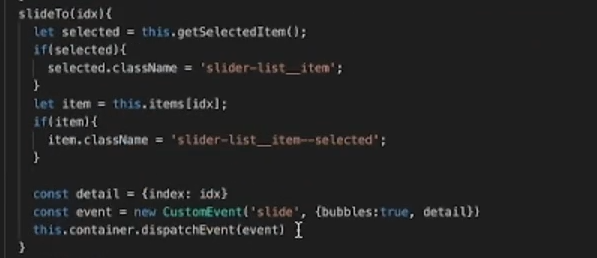 slideTo(idx){
let selected = this.getSelectedItem();
if(selected){
selected.className = 'slider-list__item';
}
let item = this.items[idx];
if(item){
item.className = 'slider-list__item--selected';
}
const detail = {index: idx}
const event = new CustomEvent('slide', {bubbles:true, detail})
this.container.dispatchEvent(event)
}